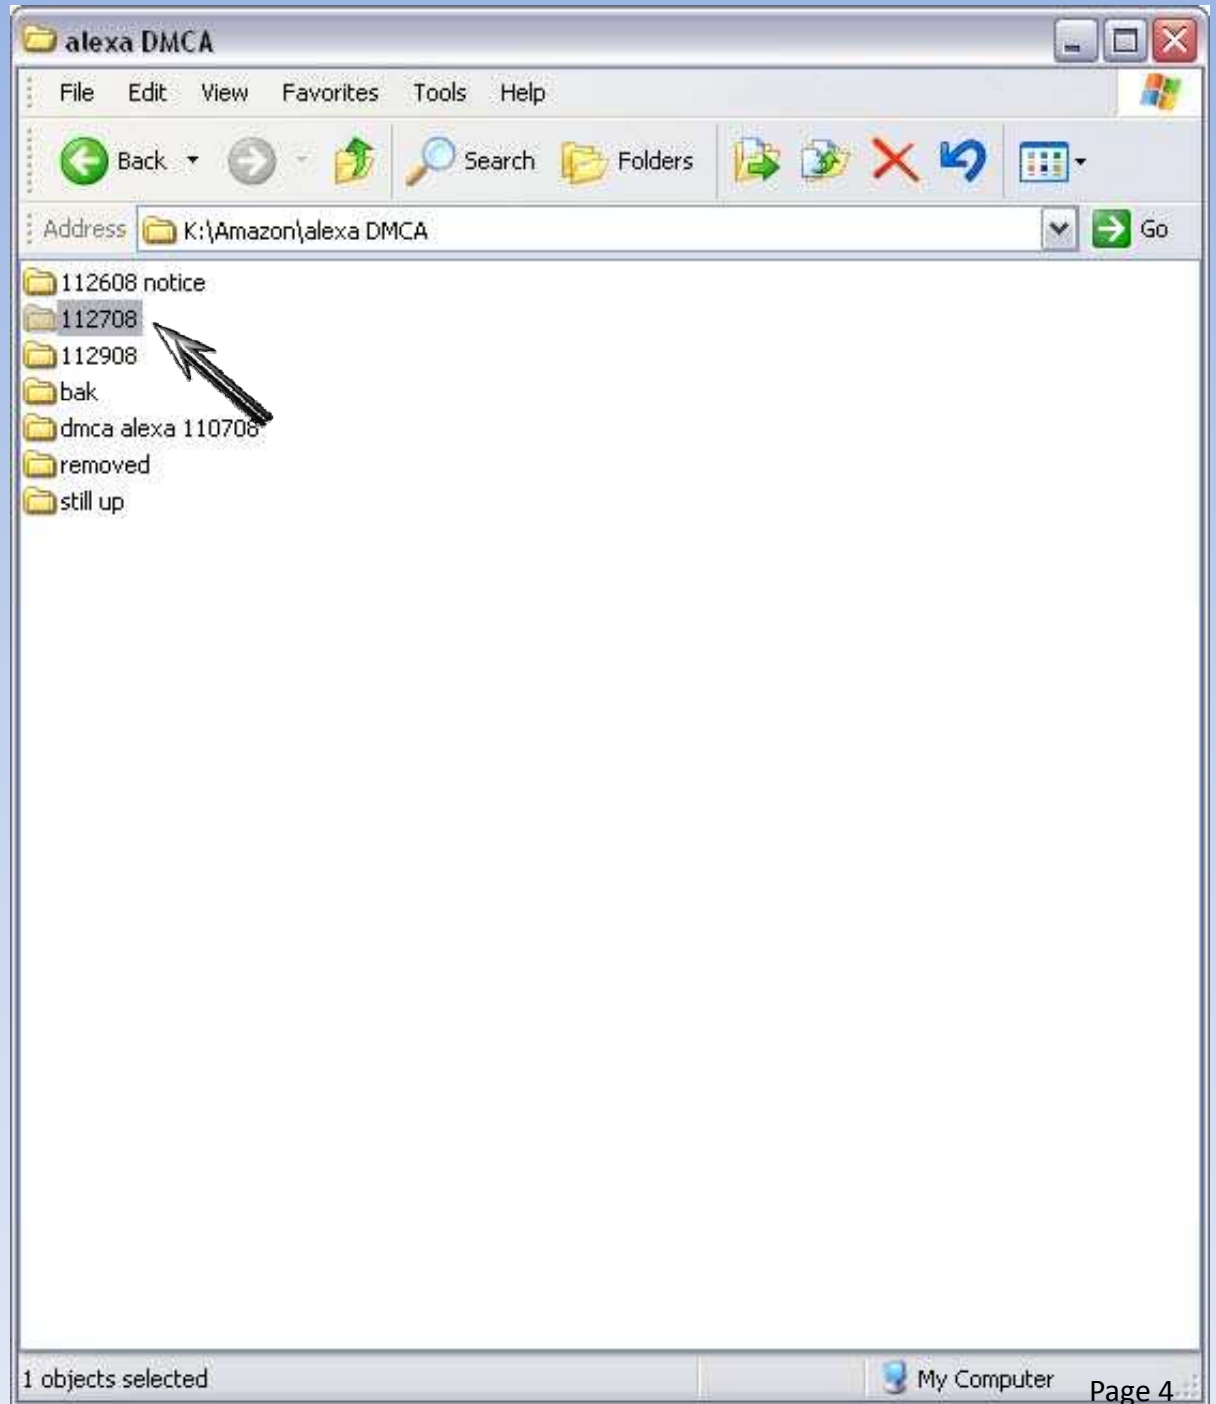 alexa DMCA
File Edit View Favorites Tools Help
Back Search Folders
Address K:\Amazon\alexa DMCA Go
112608 notice
112708
112908
bak
dmca alexa 110708
removed
still up
1 objects selected My Computer
Page 4